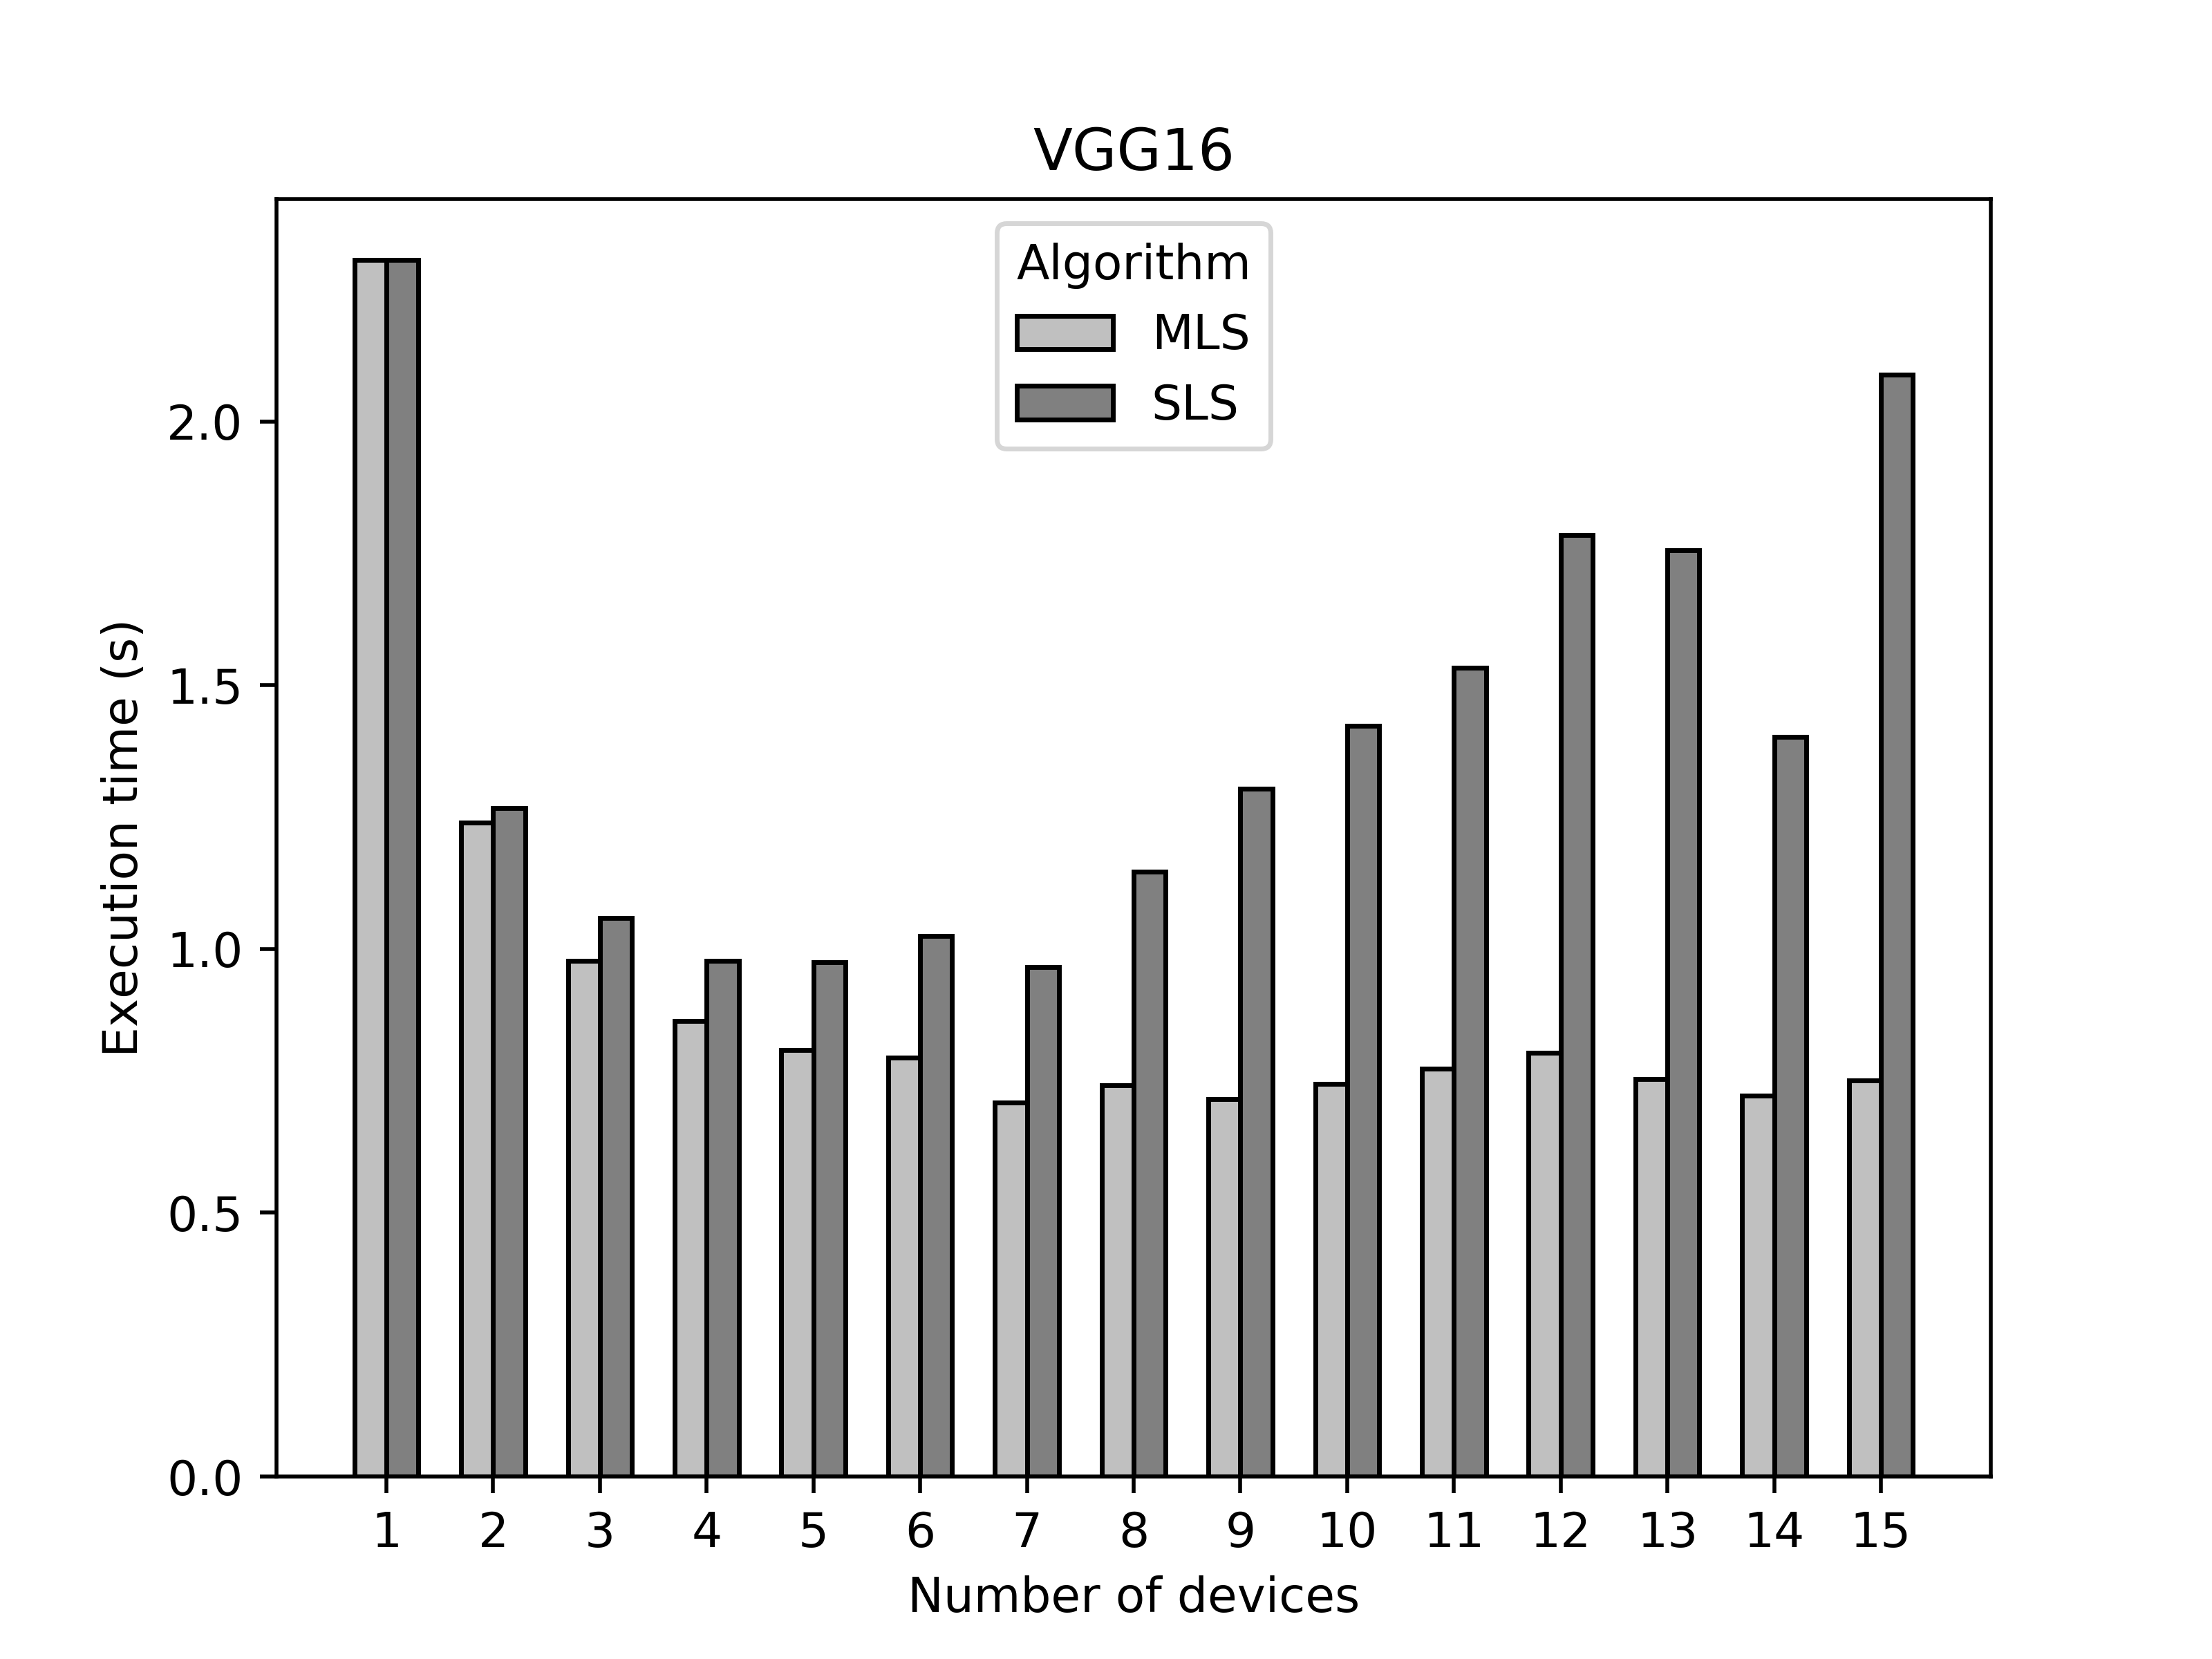 VGG16
Algorithm
MLS
SLS
Execution time (s)
2.0
1.5
1.0
0.5
0.0
1 2 3 4 5 6 7 8 9 10 11 12 13 14 15
Number of devices